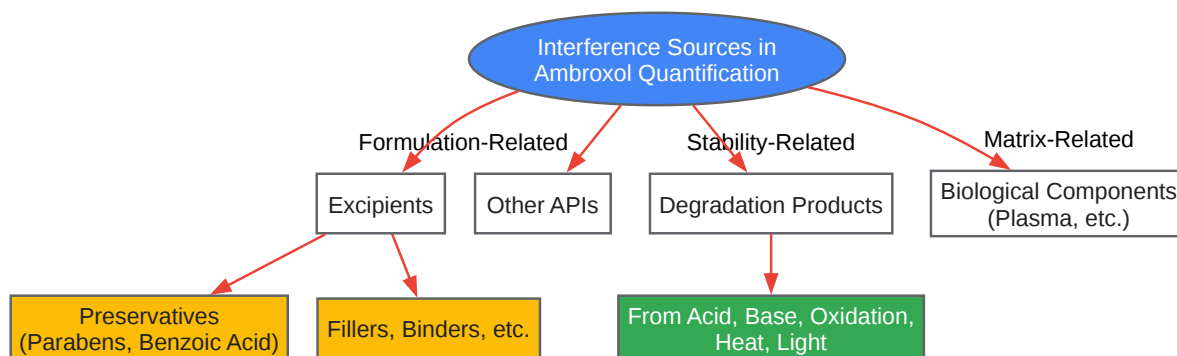 Interference Sources in
Ambroxol Quantification
Formulation-Related
Stability-Related
Matrix-Related
Excipients
Other APIs
Degradation Products
Biological Components
(Plasma, etc.)
Preservatives
(Parabens, Benzoic Acid)
Fillers, Binders, etc.
From Acid, Base, Oxidation,
Heat, Light